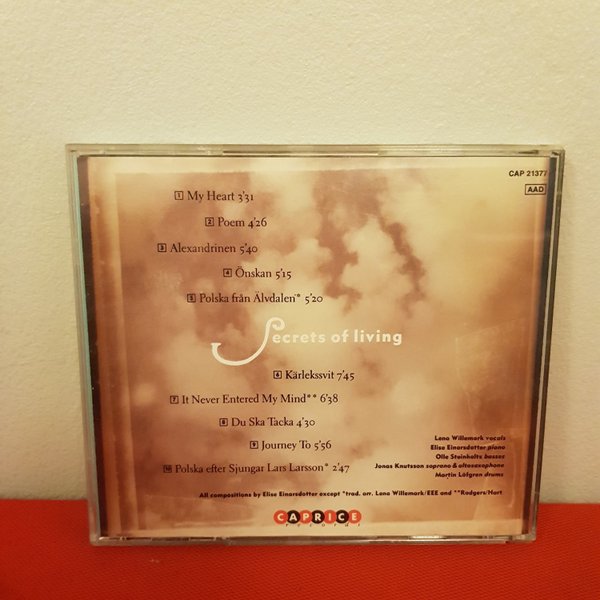 CAP 21377
AAD
1 My Heart 3'31
2 Poem 4'26
3 Alexandrinen 5'40
4 Önskan 5'15
5 Polska från Älvdalen* 5'20
Secrets of living
6 Kärlekssvit 7'45
7 It Never Entered My Mind** 6'38
8 Du Ska Tacka 4'30
9 Journey To 5'56
10 Polska efter Sjungar Lars Larsson* 2'47
Lena Willemark vocals
Elise Einarsdotter piano
Olle Steinholtz basses
Jonas Knutsson soprano & altosaxophone
Martin Löfgren drums
All compositions by Elise Einarsdotter except *trad. arr. Lena Willemark/EEE and **Rodgers/Hart
CAPRICE
RECORDS